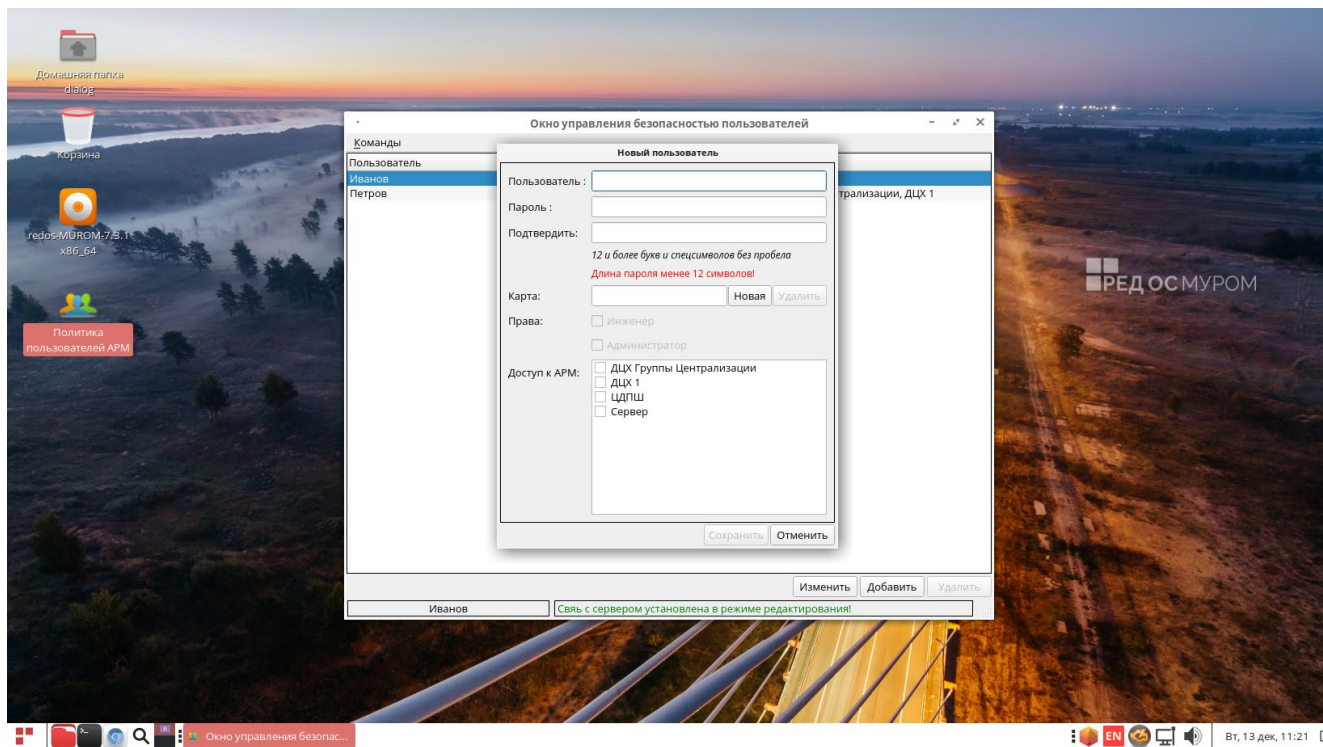 Домашняя папка
dialog
Корзина
redos-MUROM-7.3.1
x86_64
Политика
пользователей АРМ
Окно управления безопасностью пользователей
Команды
Пользователь
Иванов
Петров
трализации, ДЦХ 1
Новый пользователь
Пользователь :
Пароль :
Подтвердить:
12 и более букв и спецсимволов без пробела
Длина пароля менее 12 символов!
Карта:
Новая
Удалить
Права:
Инженер
Администратор
Доступ к АРМ:
ДЦХ Группы Централизации
ДЦХ 1
ЦДПШ
Сервер
Сохранить
Отменить
Изменить
Добавить
Удалить
Иванов
Свяь с сервером установлена в режиме редактирования!
РЕД ОС МУРОМ
Окно управления безопас...
EN
Вт, 13 дек, 11:21